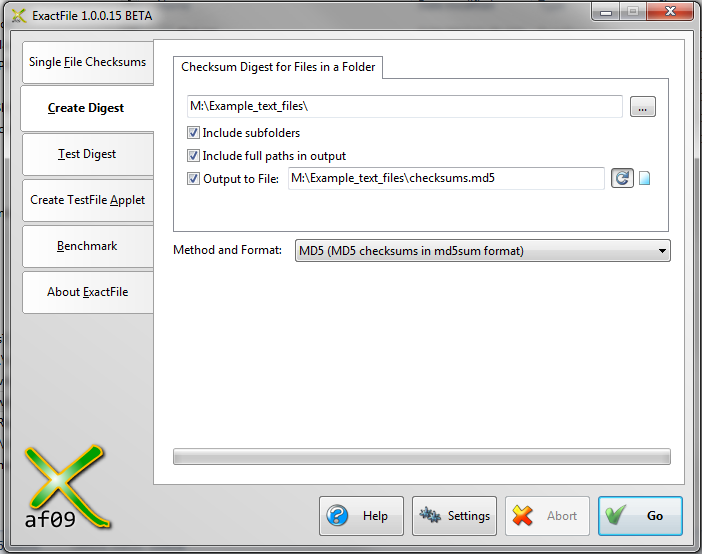 ExactFile 1.0.0.15 BETA
Single File Checksums
Create Digest
Test Digest
Create TestFile Applet
Benchmark
About ExactFile
Checksum Digest for Files in a Folder
M:\Example_text_files\
...
Include subfolders
Include full paths in output
Output to File: M:\Example_text_files\checksums.md5
Method and Format: MD5 (MD5 checksums in md5sum format)
af09
Help Settings Abort Go